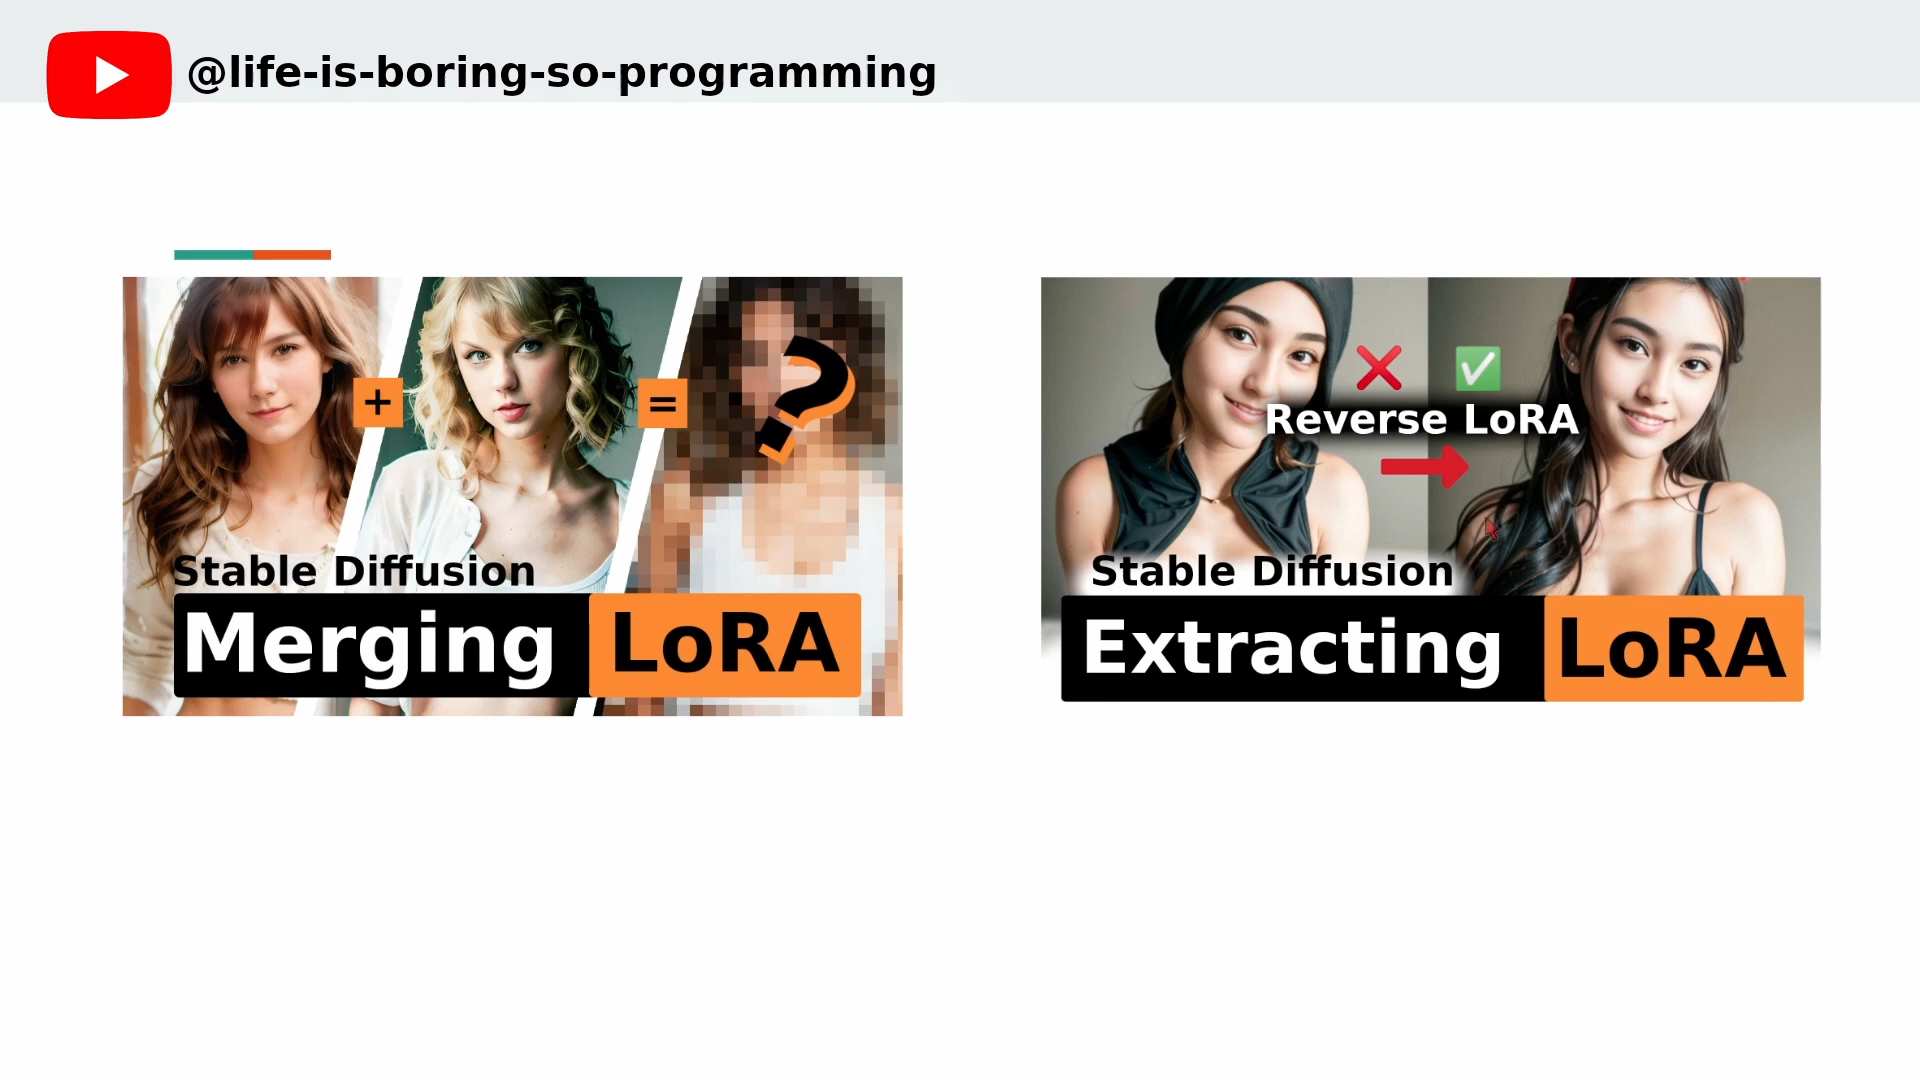 @life-is-boring-so-programming
+
=
?
Stable Diffusion
Merging LoRA
Reverse LoRA
Stable Diffusion
Extracting LoRA